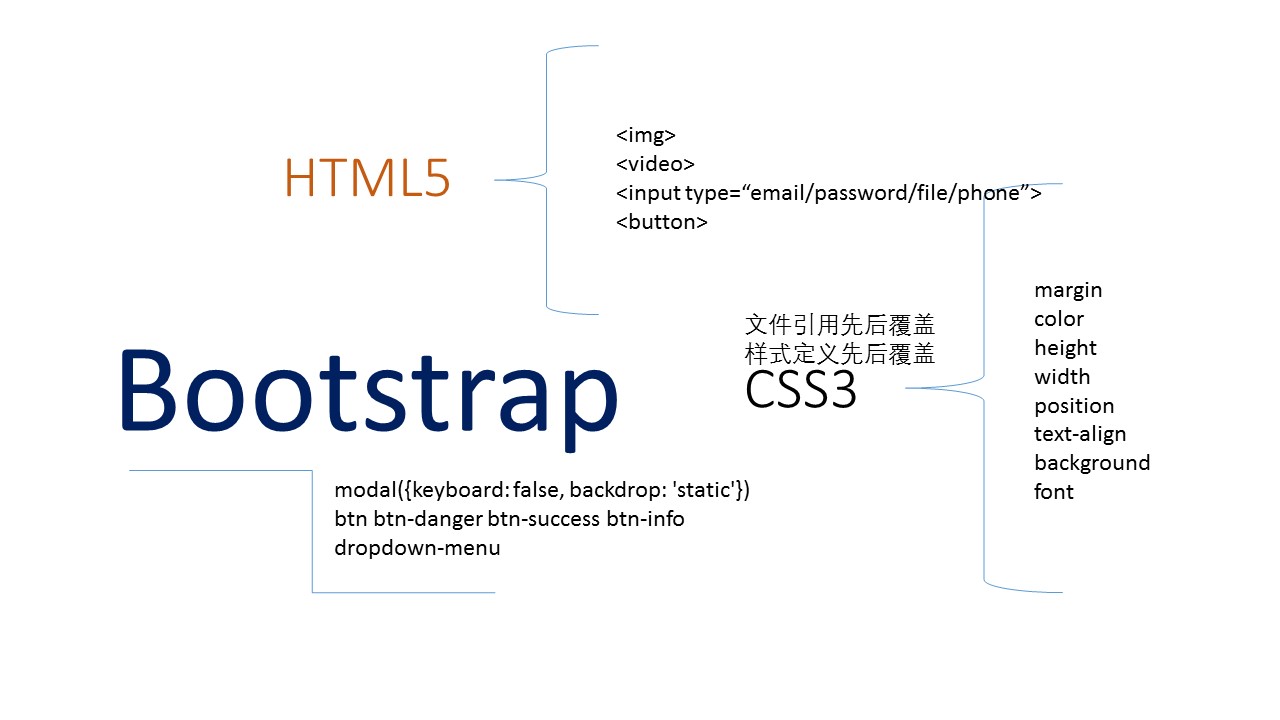 HTML5
<img>
<video>
<input type=“email/password/file/phone”>
<button>
文件引用先后覆盖
样式定义先后覆盖
CSS3
margin
color
height
width
position
text-align
background
font
Bootstrap
modal({keyboard: false, backdrop: 'static'})
btn btn-danger btn-success btn-info
dropdown-menu